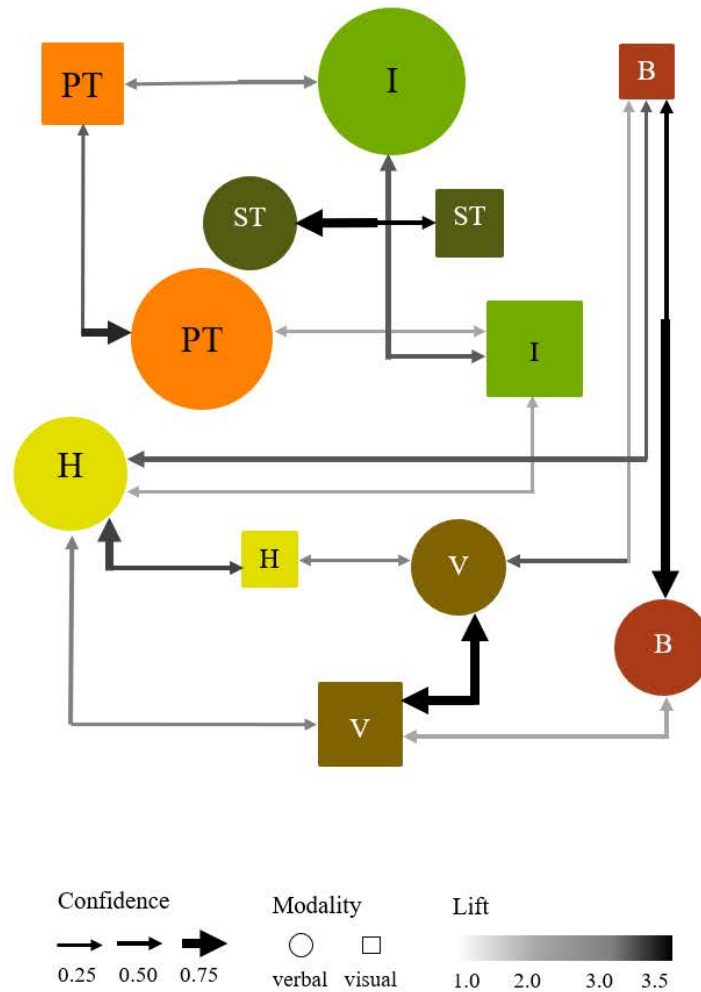 PT
I
B
ST
ST
PT
I
H
H
V
B
V
Confidence
0.25 0.50 0.75
Modality
verbal visual
Lift
1.0 2.0 3.0 3.5